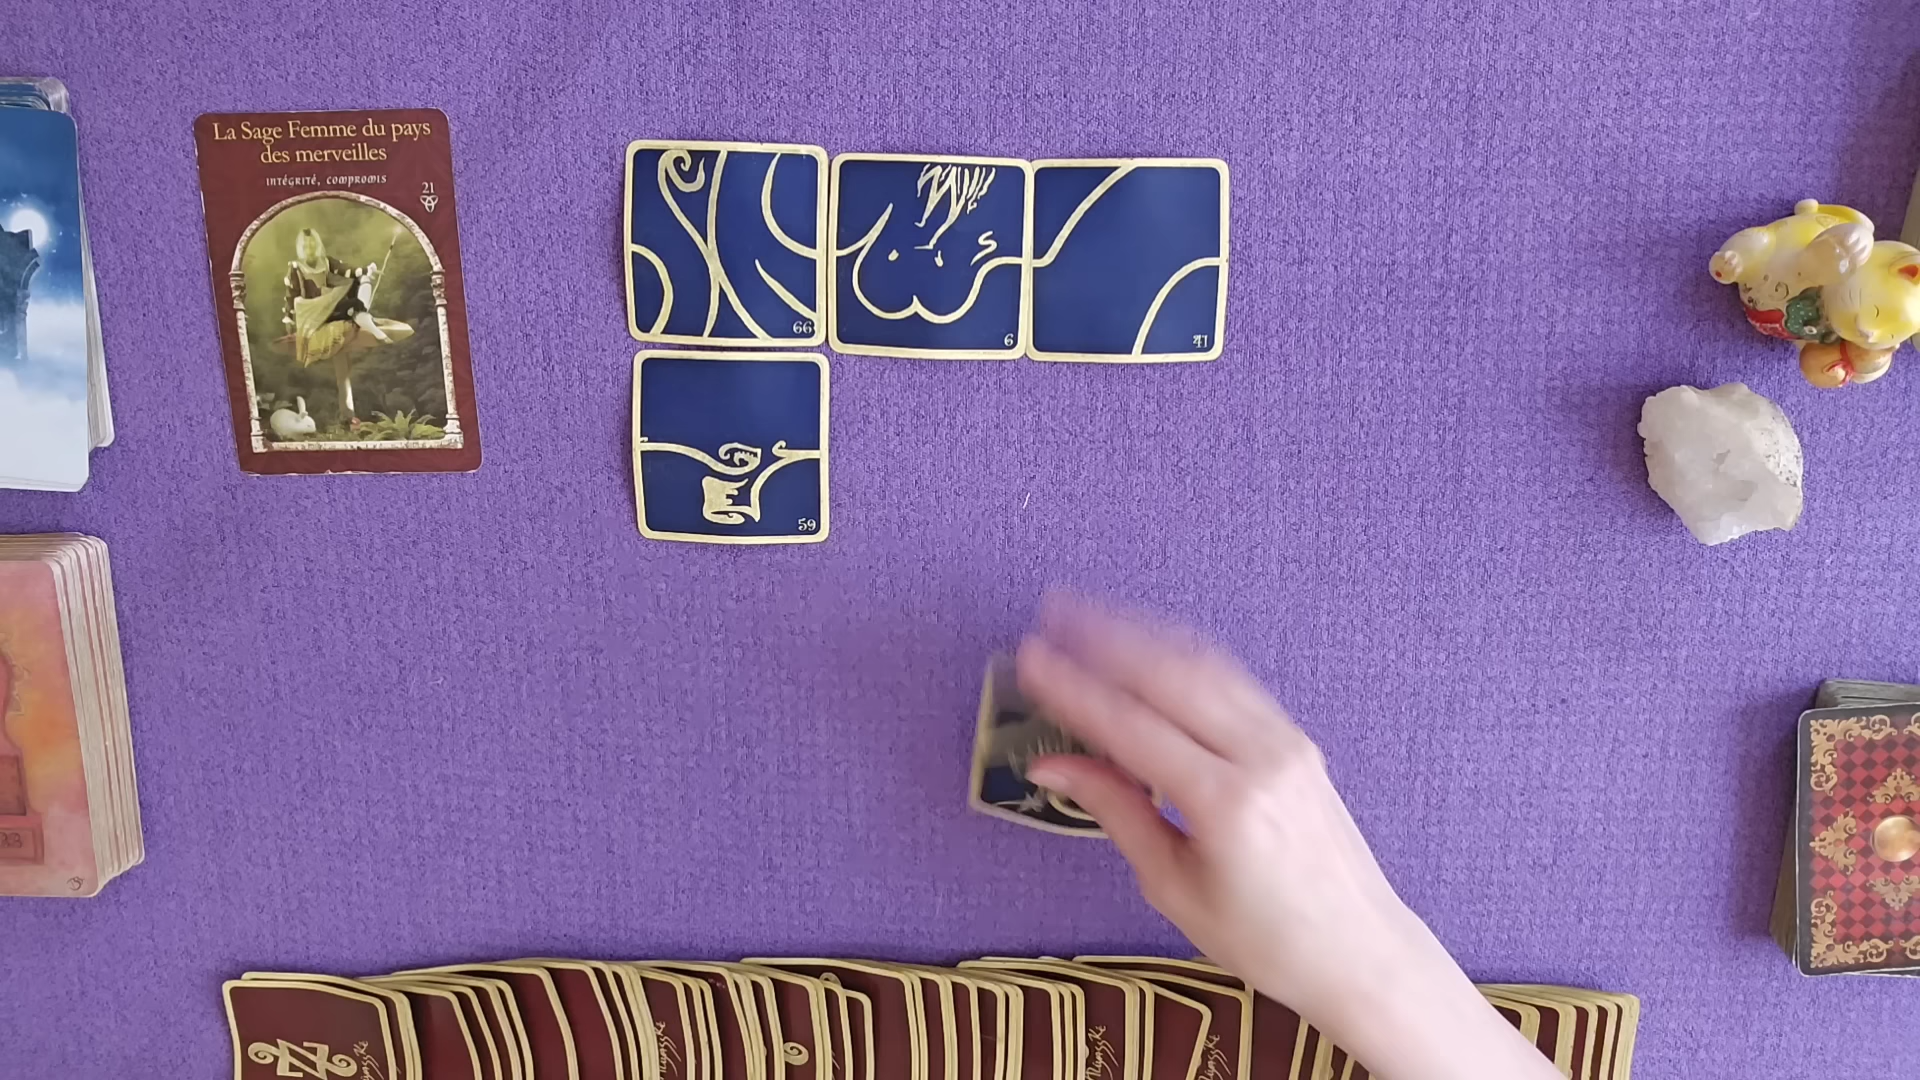 La Sage Femme du pays
des merveilles
intégrité, compromis
21
66
6
41
59